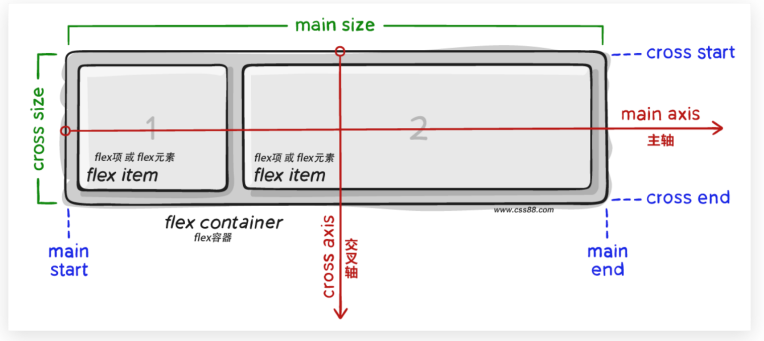 main size
cross start
cross size
1
2
main axis
主轴
flex项 或 flex元素
flex item
flex项 或 flex元素
flex item
cross end
www.css88.com
flex container
flex容器
cross axis
交叉轴
main
start
main
end